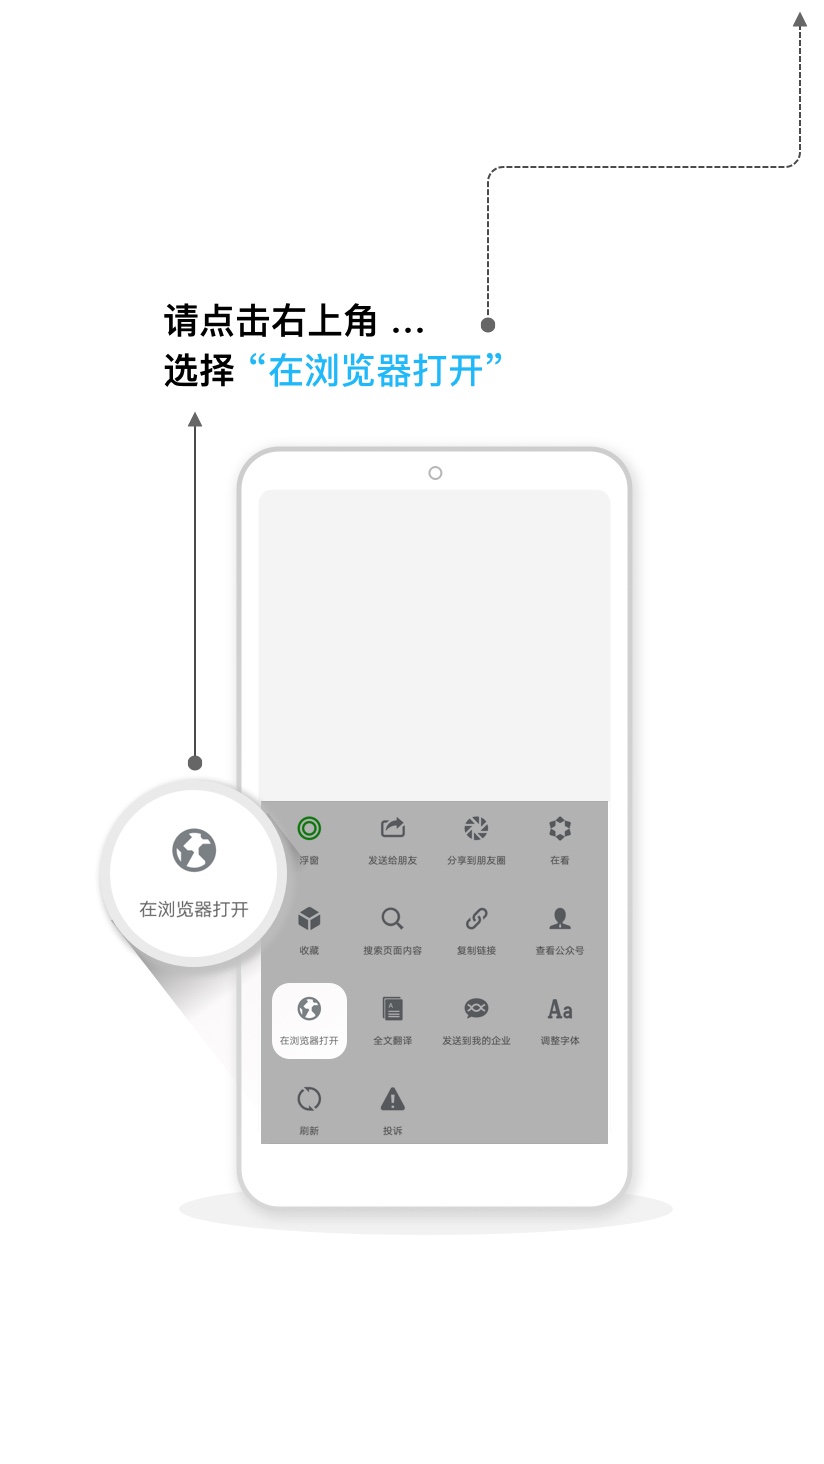 请点击右上角 ...
选择 “在浏览器打开”
浮窗
发送给朋友
分享到朋友圈
在看
在浏览器打开
收藏
搜索页面内容
复制链接
查看公众号
在浏览器打开
全文翻译
发送到我的企业
Aa
调整字体
刷新
投诉